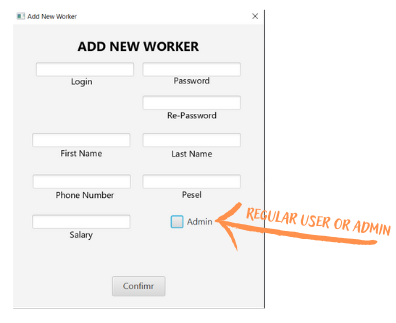 Add New Worker
ADD NEW WORKER
Login
Password
Re-Password
First Name
Last Name
Phone Number
Pesel
Salary
Admin
REGULAR USER OR ADMIN
Confimr